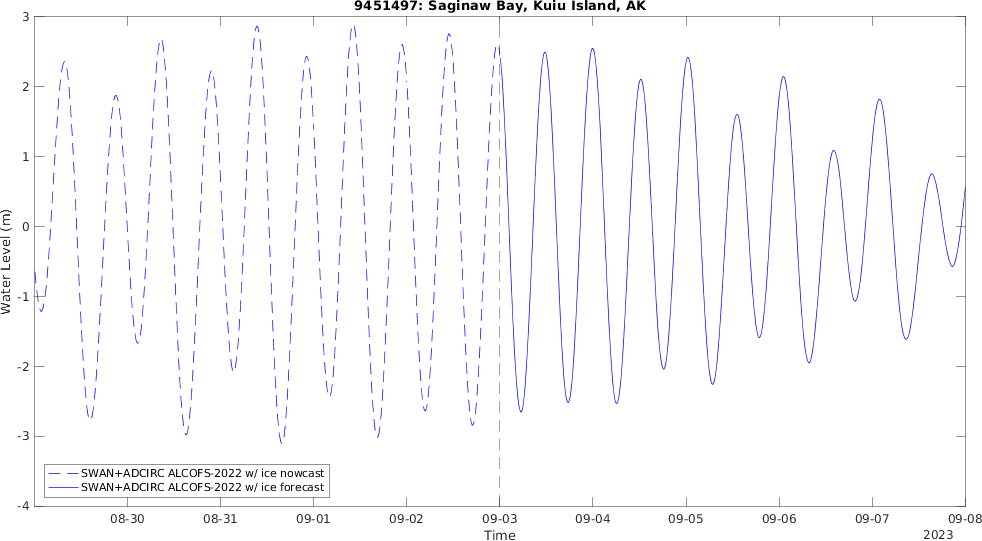 9451497: Saginaw Bay, Kuiu Island, AK
3
2
1
0
-1
-2
-3
-4
Water Level (m)
SWAN+ADCIRC ALCOFS-2022 w/ ice nowcast
SWAN+ADCIRC ALCOFS-2022 w/ ice forecast
08-30 08-31 09-01 09-02 09-03 09-04 09-05 09-06 09-07 09-08
Time
2023